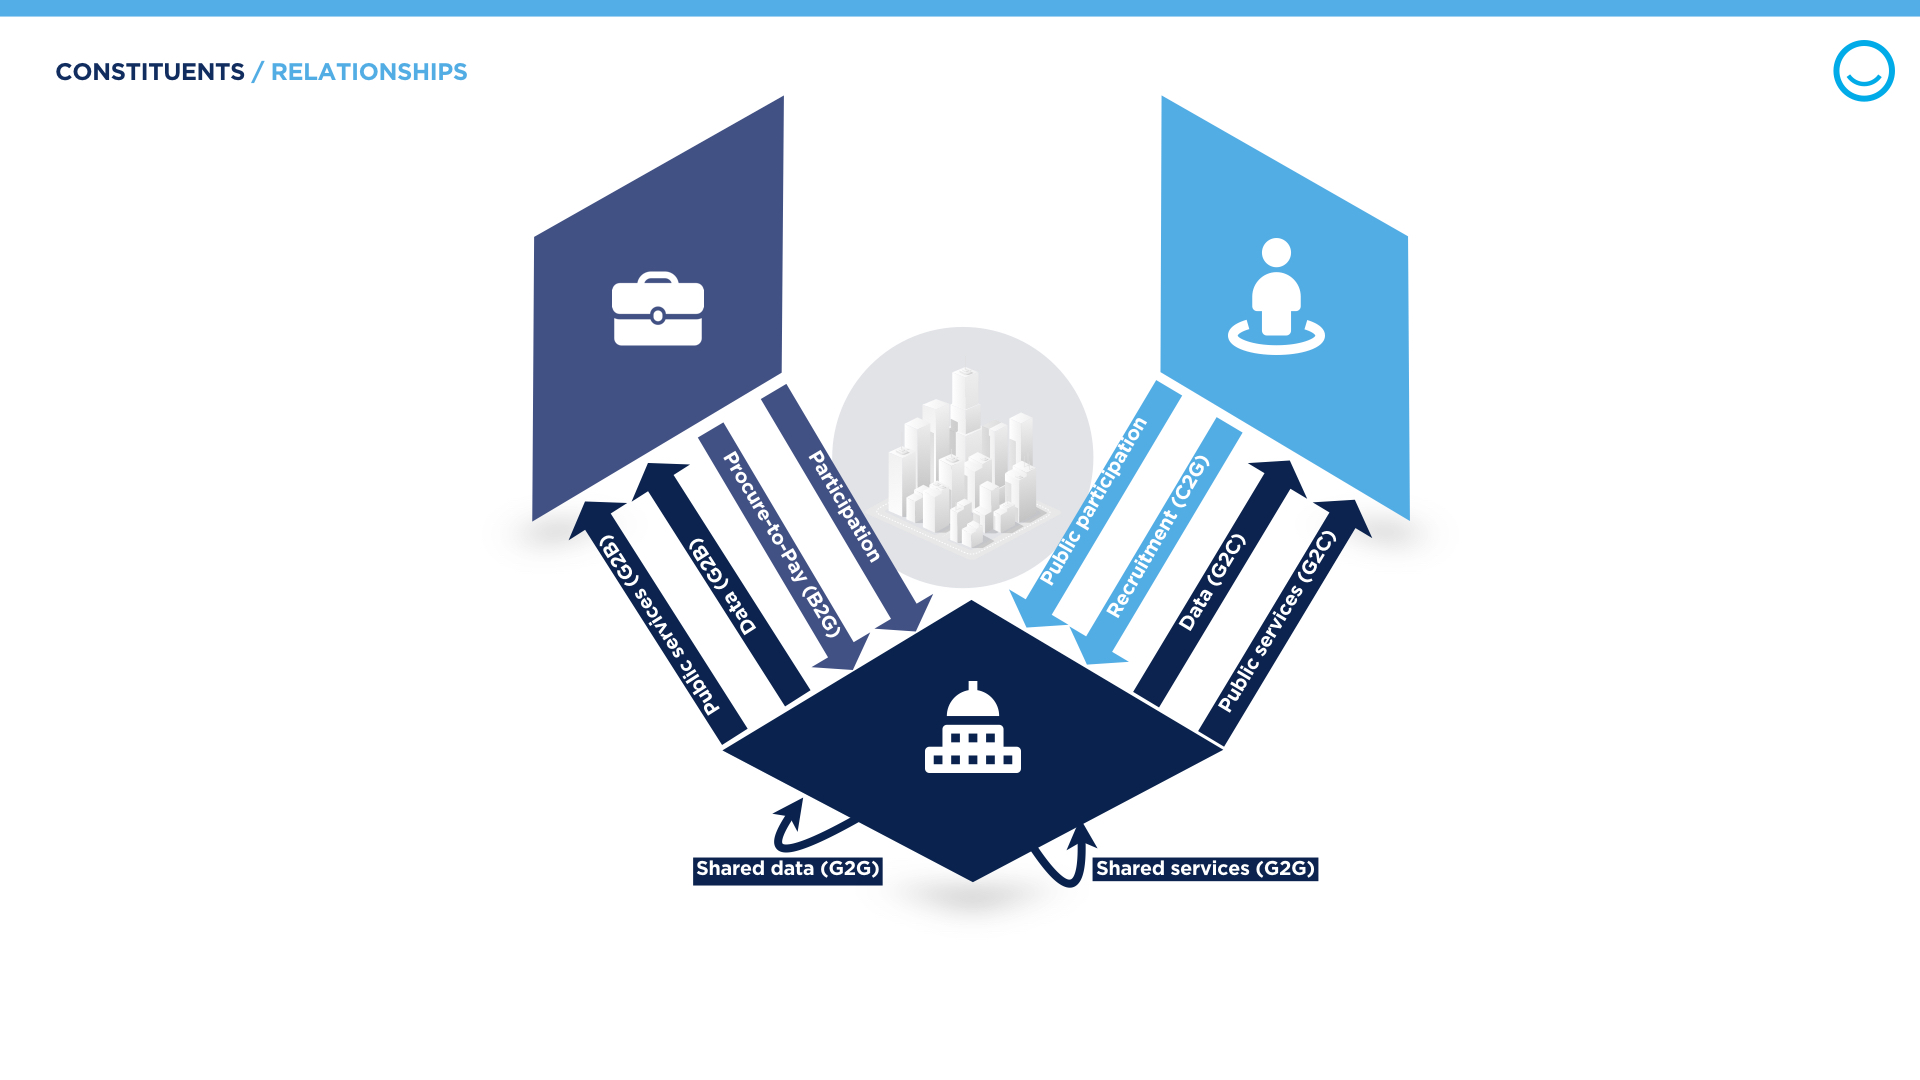 CONSTITUENTS / RELATIONSHIPS
Public services (G2B)
Data (G2B)
Procure-to-Pay (B2G)
Participation
Public participation
Recruitment (C2G)
Data (G2C)
Public services (G2C)
Shared data (G2G)
Shared services (G2G)